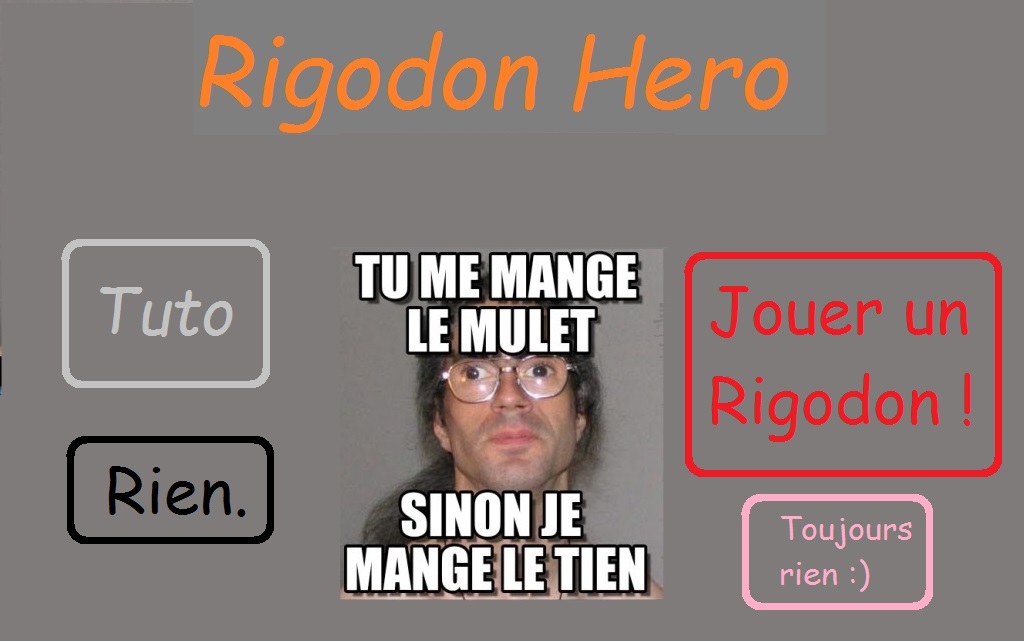 Rigodon Hero
Tuto
Rien.
TU ME MANGE
LE MULET
SINON JE
MANGE LE TIEN
Jouer un
Rigodon !
Toujours
rien :)